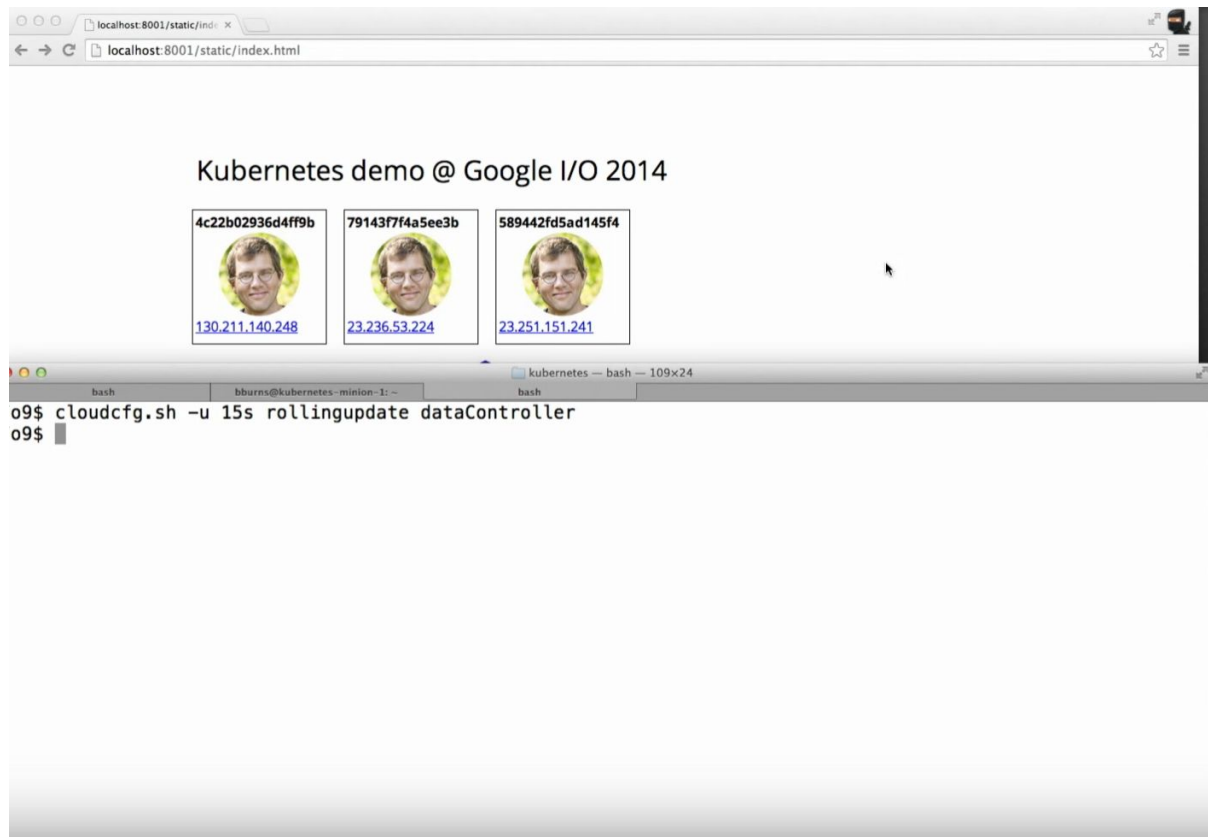 localhost:8001/static/inde
localhost:8001/static/index.html
Kubernetes demo @ Google I/O 2014
4c22b02936d4ff9b
79143f7f4a5ee3b
589442fd5ad145f4
130.211.140.248
23.236.53.224
23.251.151.241
kubernetes — bash — 109×24
bash
bburns@kubernetes-minion-1: ~
bash
o9$ cloudcfg.sh -u 15s rollingupdate dataController
o9$